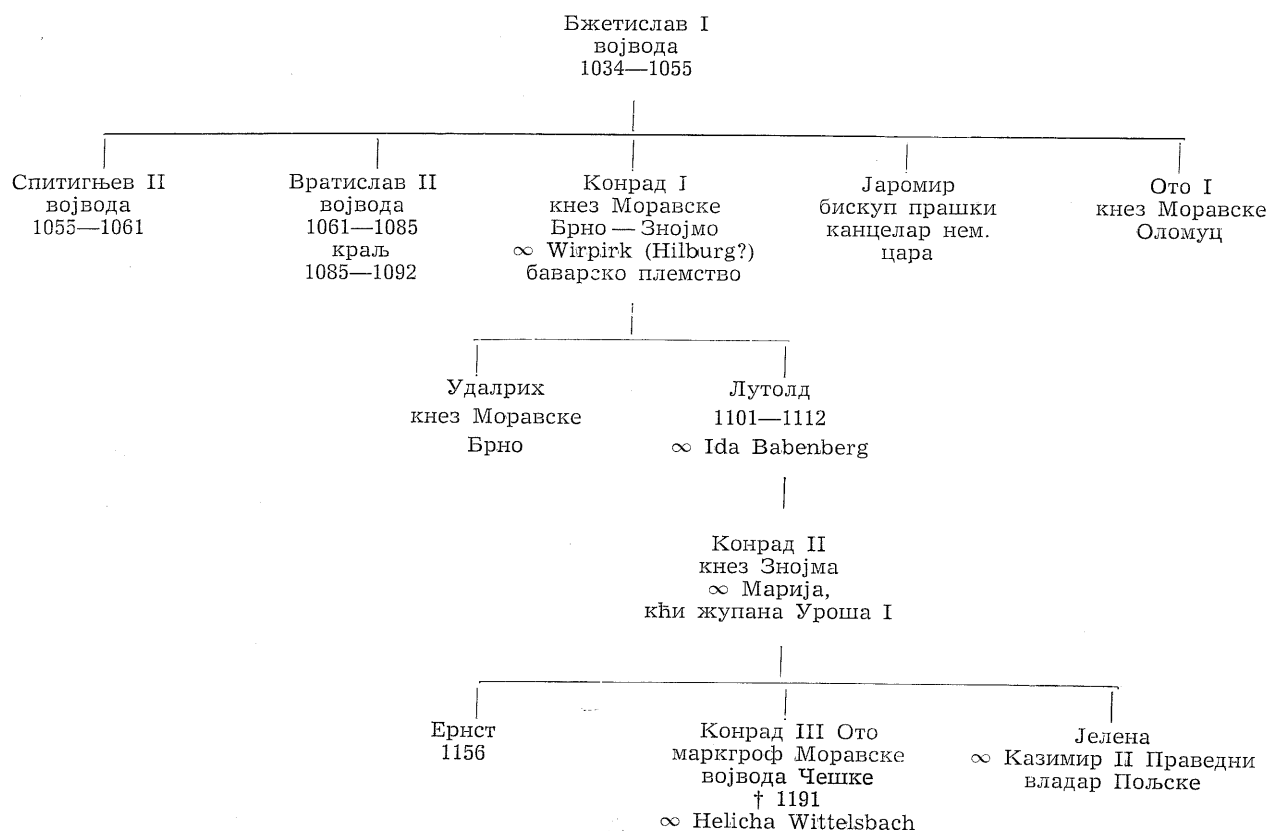 Бжетислав I
војвода
1034—1055
Спитигњев II
војвода
1055—1061
Вратислав II
војвода
1061—1085
краљ
1085—1092
Конрад I
кнез Моравске
Брно — Знојмо
∞ Wirpirk (Hilburg?)
баварско племство
Јаромир
бискуп прашки
канцелар нем.
цара
Ото I
кнез Моравске
Оломуц
Удалрих
кнез Моравске
Брно
Лутолд
1101—1112
∞ Ida Babenberg
Конрад II
кнез Знојма
∞ Марија,
кћи жупана Уроша I
Ернст
1156
Конрад III Ото
маркгроф Моравске
војвода Чешке
† 1191
∞ Helicha Wittelsbach
Јелена
∞ Казимир II Праведни
владар Пољске